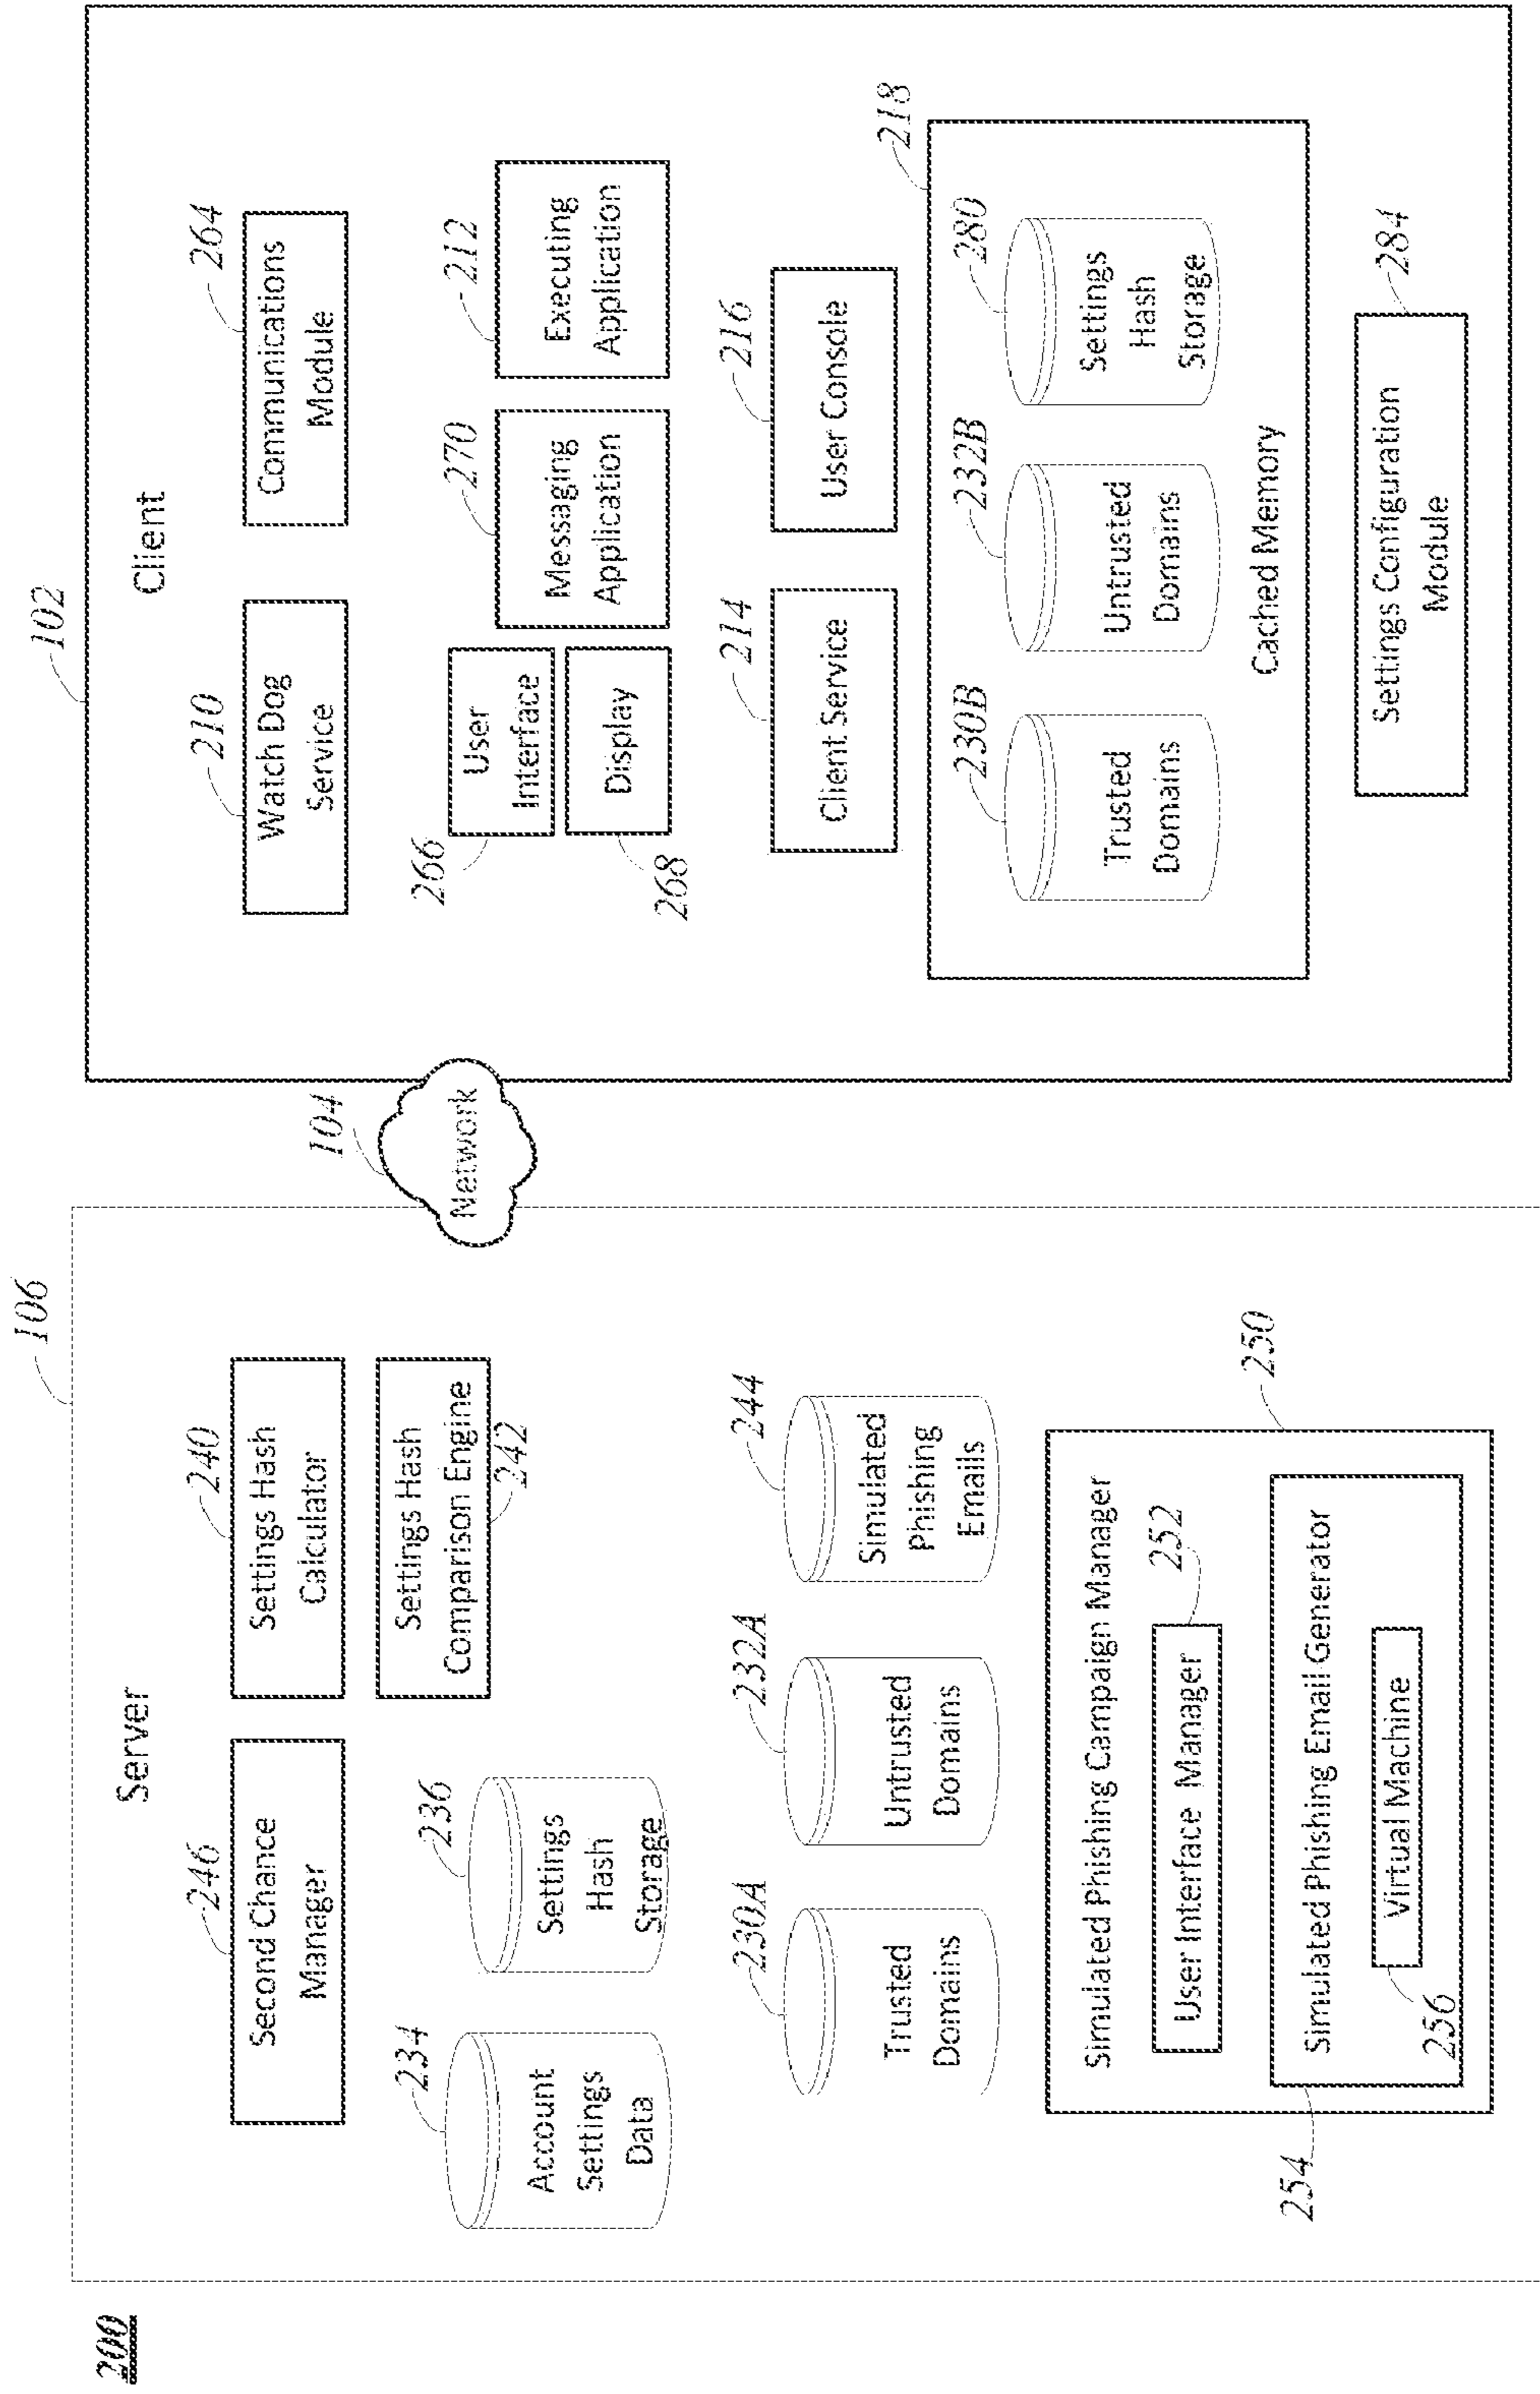 200
106
Server
246
Second Chance
Manager
240
Settings Hash
Calculator
Settings Hash
Comparison Engine
242
234
Account
Settings
Data
236
Settings
Hash
Storage
230A
Trusted
Domains
232A
Untrusted
Domains
244
Simulated
Phishing
Emails
250
Simulated Phishing Campaign Manager
252
User Interface Manager
254
Simulated Phishing Email Generator
Virtual Machine
256
104
Network
102
Client
210
Watch Dog
Service
264
Communications
Module
266
User
Interface
Display
268
270
Messaging
Application
212
Executing
Application
214
Client Service
216
User Console
218
230B
Trusted
Domains
232B
Untrusted
Domains
280
Settings
Hash
Storage
Cached Memory
Settings Configuration
Module
284